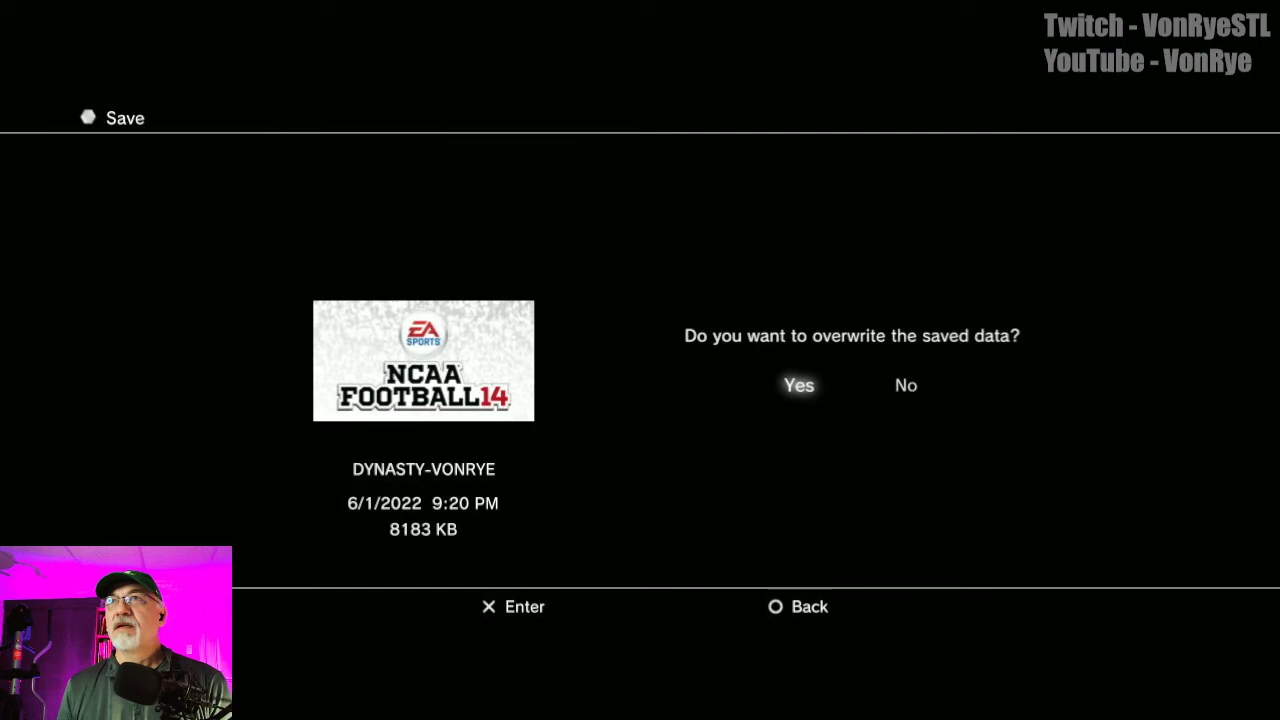 Twitch - VonRyeSTL
YouTube - VonRye
Save
EA
SPORTS
NCAA
FOOTBALL14
Do you want to overwrite the saved data?
Yes No
DYNASTY-VONRYE
6/1/2022 9:20 PM
8183 KB
Enter Back